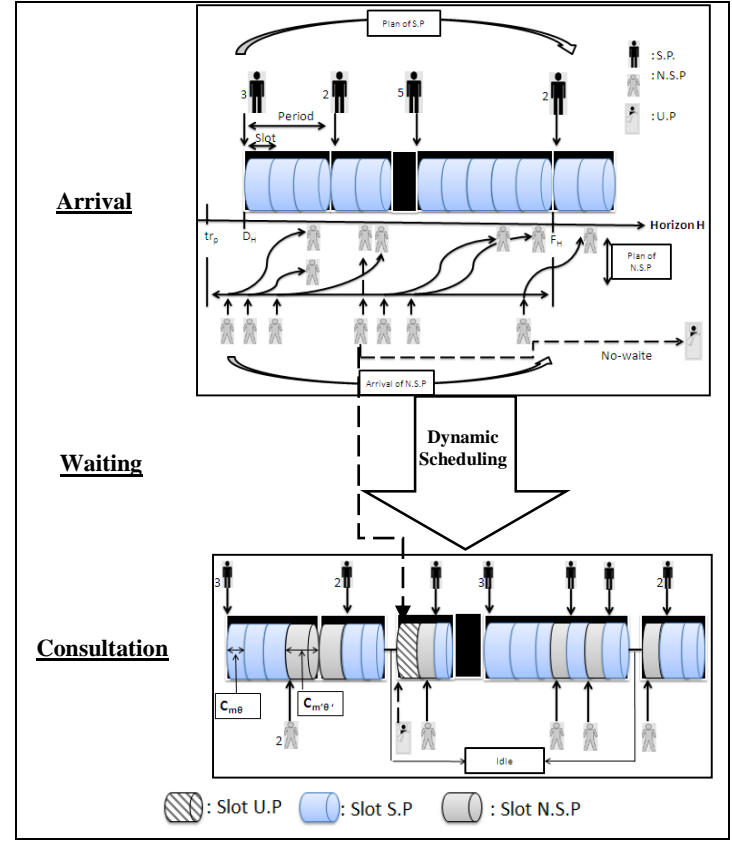 Plan of S.P
: S.P.
: N.S.P
: U.P
3
2
5
2
Period
Slot
Arrival
Horizon H
tr_p
D_H
F_H
Plan of
N.S.P
No-waite
Arrival of N.S.P
Dynamic
Scheduling
Waiting
3
2
3
2
Consultation
C_mθ
C_m'θ'
2
Idle
: Slot U.P
: Slot S.P
: Slot N.S.P